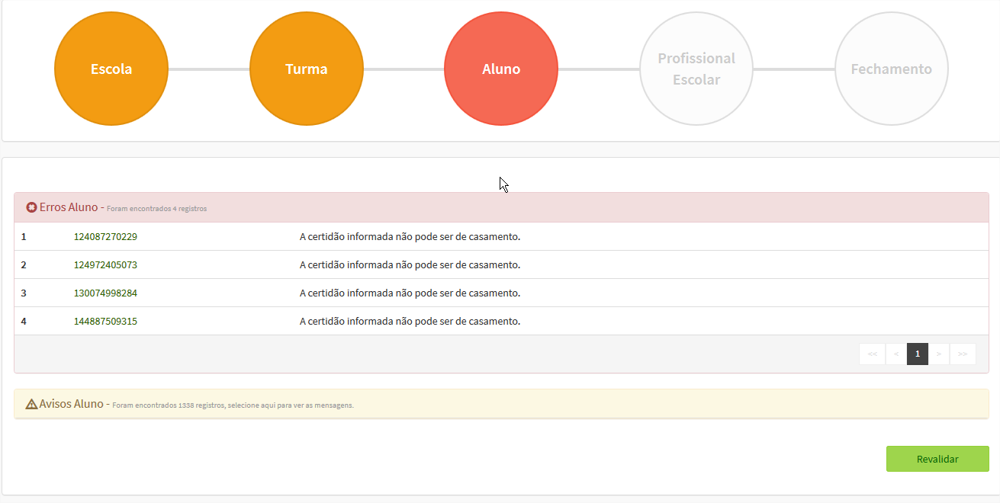 Escola
Turma
Aluno
Profissional
Escolar
Fechamento
Erros Aluno - Foram encontrados 4 registros
1 124087270229 A certidão informada não pode ser de casamento.
2 124972405073 A certidão informada não pode ser de casamento.
3 130074998284 A certidão informada não pode ser de casamento.
4 144887509315 A certidão informada não pode ser de casamento.
<< < 1 > >>
Avisos Aluno - Foram encontrados 1338 registros, selecione aqui para ver as mensagens.
Revalidar